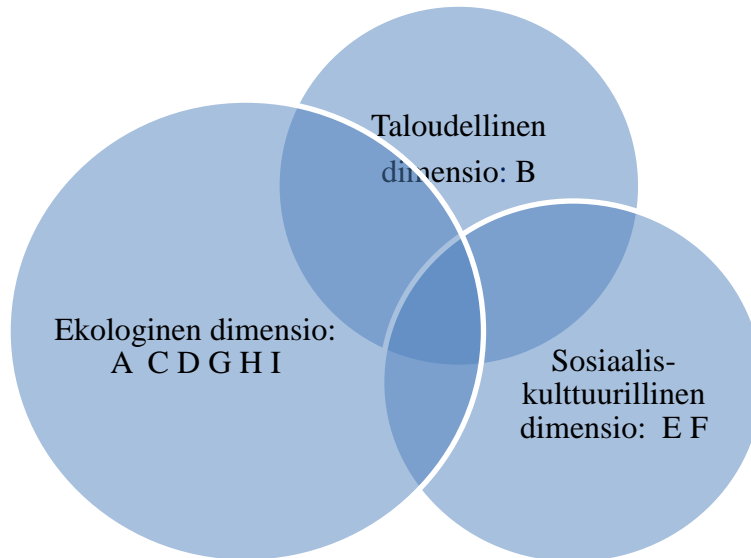 Taloudellinen
dimensio: B
Ekologinen dimensio:
A C D G H I
Sosiaalis-
kulttuurillinen
dimensio: E F